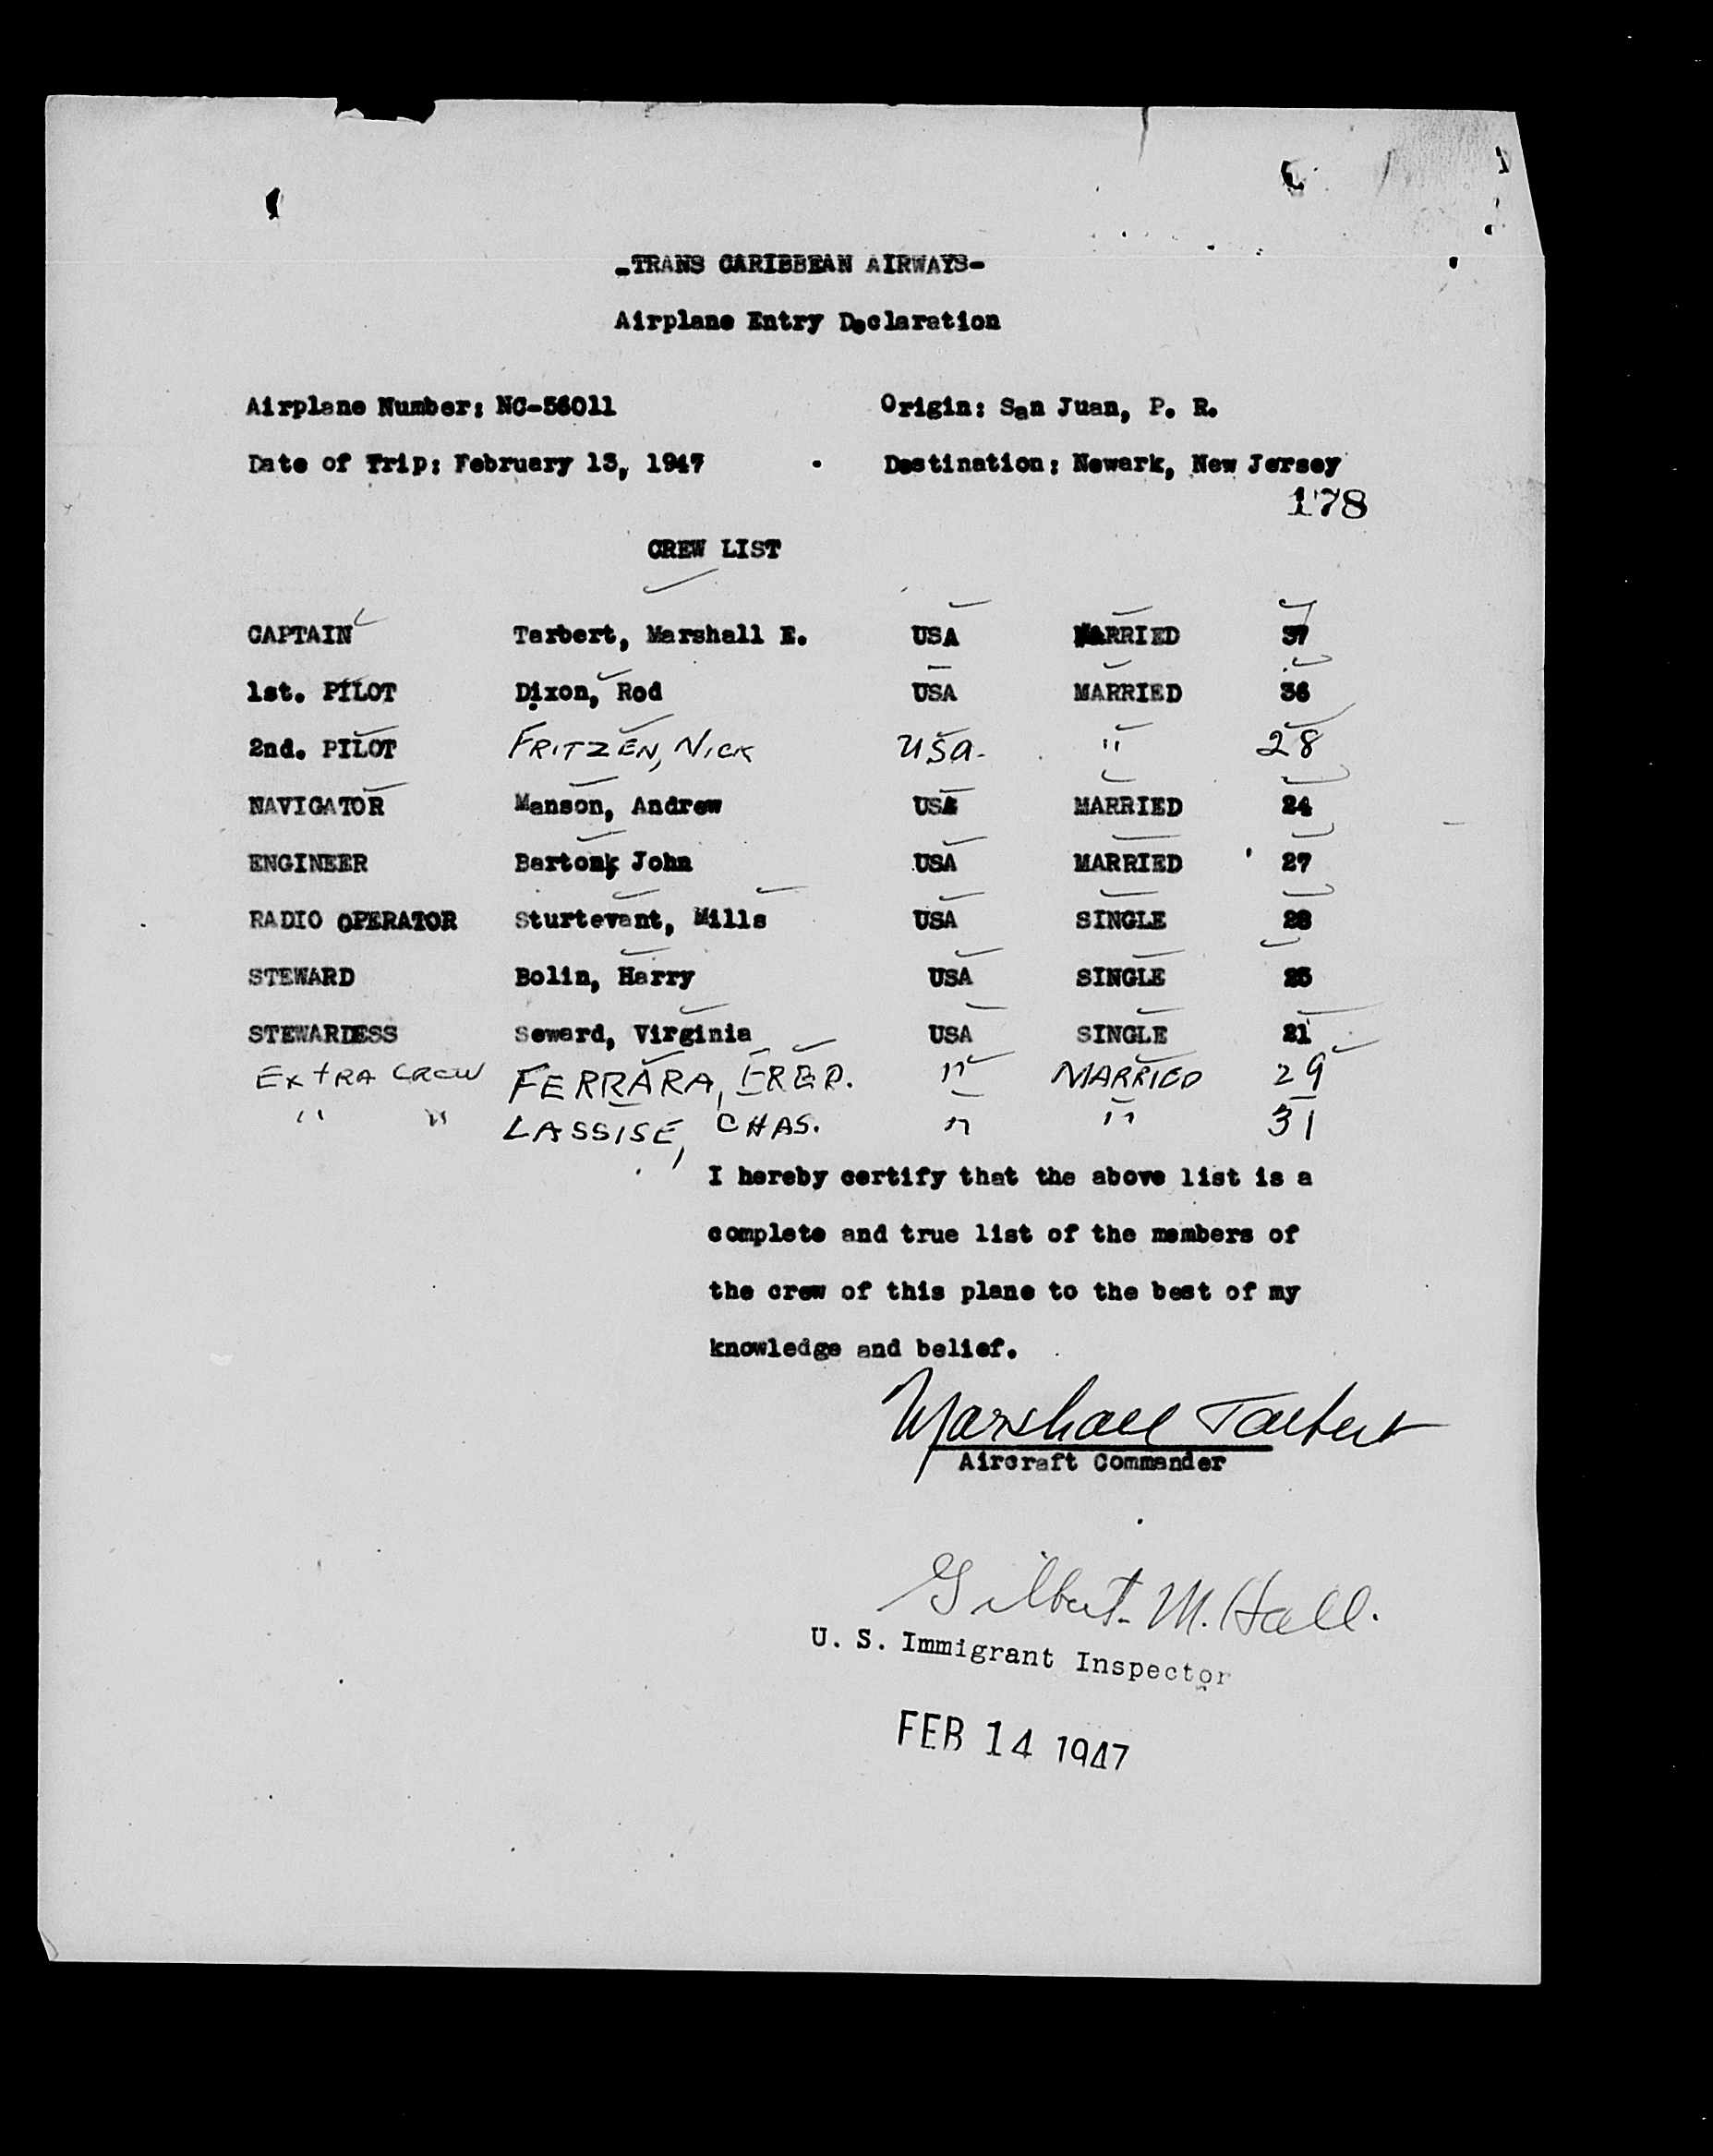 -TRANS CARIBBEAN AIRWAYS-
Airplane Entry Declaration
Airplane Number: NC-56011 Origin: San Juan, P. R.
Date of Trip: February 13, 1947 Destination: Newark, New Jersey
178
CREW LIST
CAPTAIN Tarbert, Marshall E. USA MARRIED 37
1st. PILOT Dixon, Rod USA MARRIED 36
2nd. PILOT FRITZEN, NICK USA. " 28
NAVIGATOR Manson, Andrew USA MARRIED 24
ENGINEER Barton, John USA MARRIED 27
RADIO OPERATOR Sturtevant, Mills USA SINGLE 28
STEWARD Bolin, Harry USA SINGLE 25
STEWARDESS Seward, Virginia USA SINGLE 21
EXTRA CREW FERRARA, FRED. " MARRIED 29
" " LASSISE, CHAS. " " 31
I hereby certify that the above list is a
complete and true list of the members of
the crew of this plane to the best of my
knowledge and belief.
Marshall Tarbert
Aircraft Commander
Gilbert M. Hall.
U. S. Immigrant Inspector
FEB 14 1947